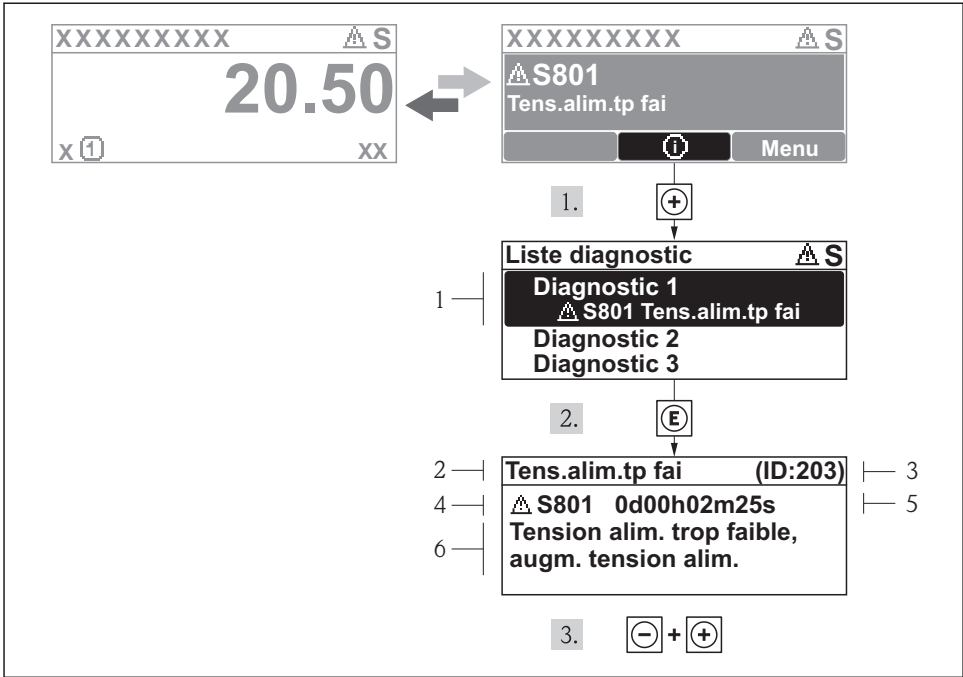 XXXXXXXXX ⚠ S
20.50
X ① XX
XXXXXXXXX ⚠ S
⚠ S801
Tens.alim.tp fai
ⓘ Menu
1. +
Liste diagnostic ⚠ S
1 Diagnostic 1
⚠ S801 Tens.alim.tp fai
Diagnostic 2
Diagnostic 3
2. E
2 Tens.alim.tp fai (ID:203) 3
4 ⚠ S801 0d00h02m25s 5
6 Tension alim. trop faible,
augm. tension alim.
3. - + +